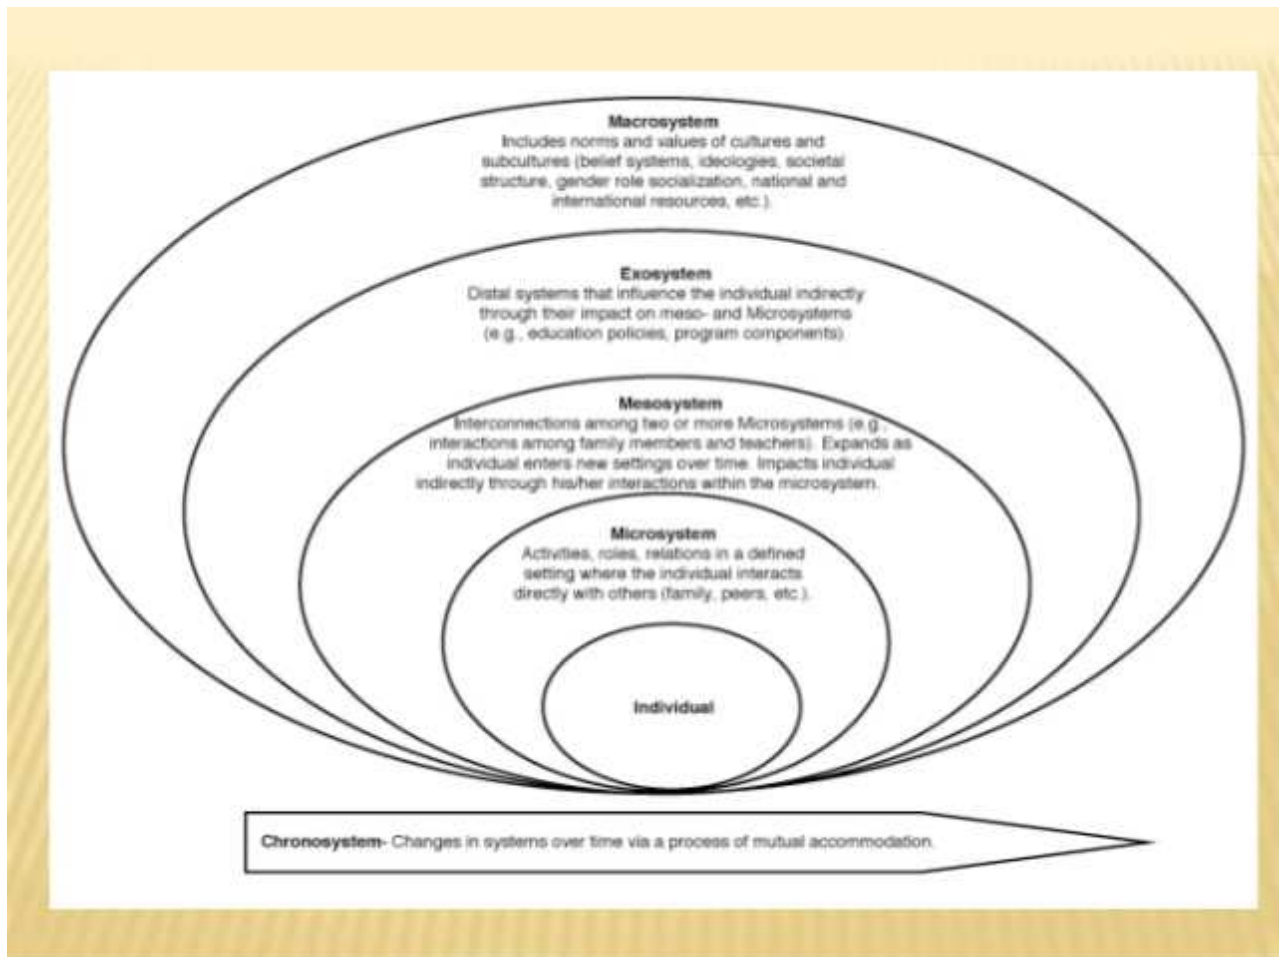 Macrosystem
Includes norms and values of cultures and
subcultures (belief systems, ideologies, societal
structure, gender role socialization, national and
international resources, etc.).
Exosystem
Distal systems that influence the individual indirectly
through their impact on meso- and Microsystems
(e.g., education policies, program components)
Mesosystem
Interconnections among two or more Microsystems (e.g.,
interactions among family members and teachers). Expands as
individual enters new settings over time. Impacts individual
indirectly through his/her interactions within the microsystem.
Microsystem
Activities, roles, relations in a defined
setting where the individual interacts
directly with others (family, peers, etc.).
Individual
Chronosystem- Changes in systems over time via a process of mutual accommodation.